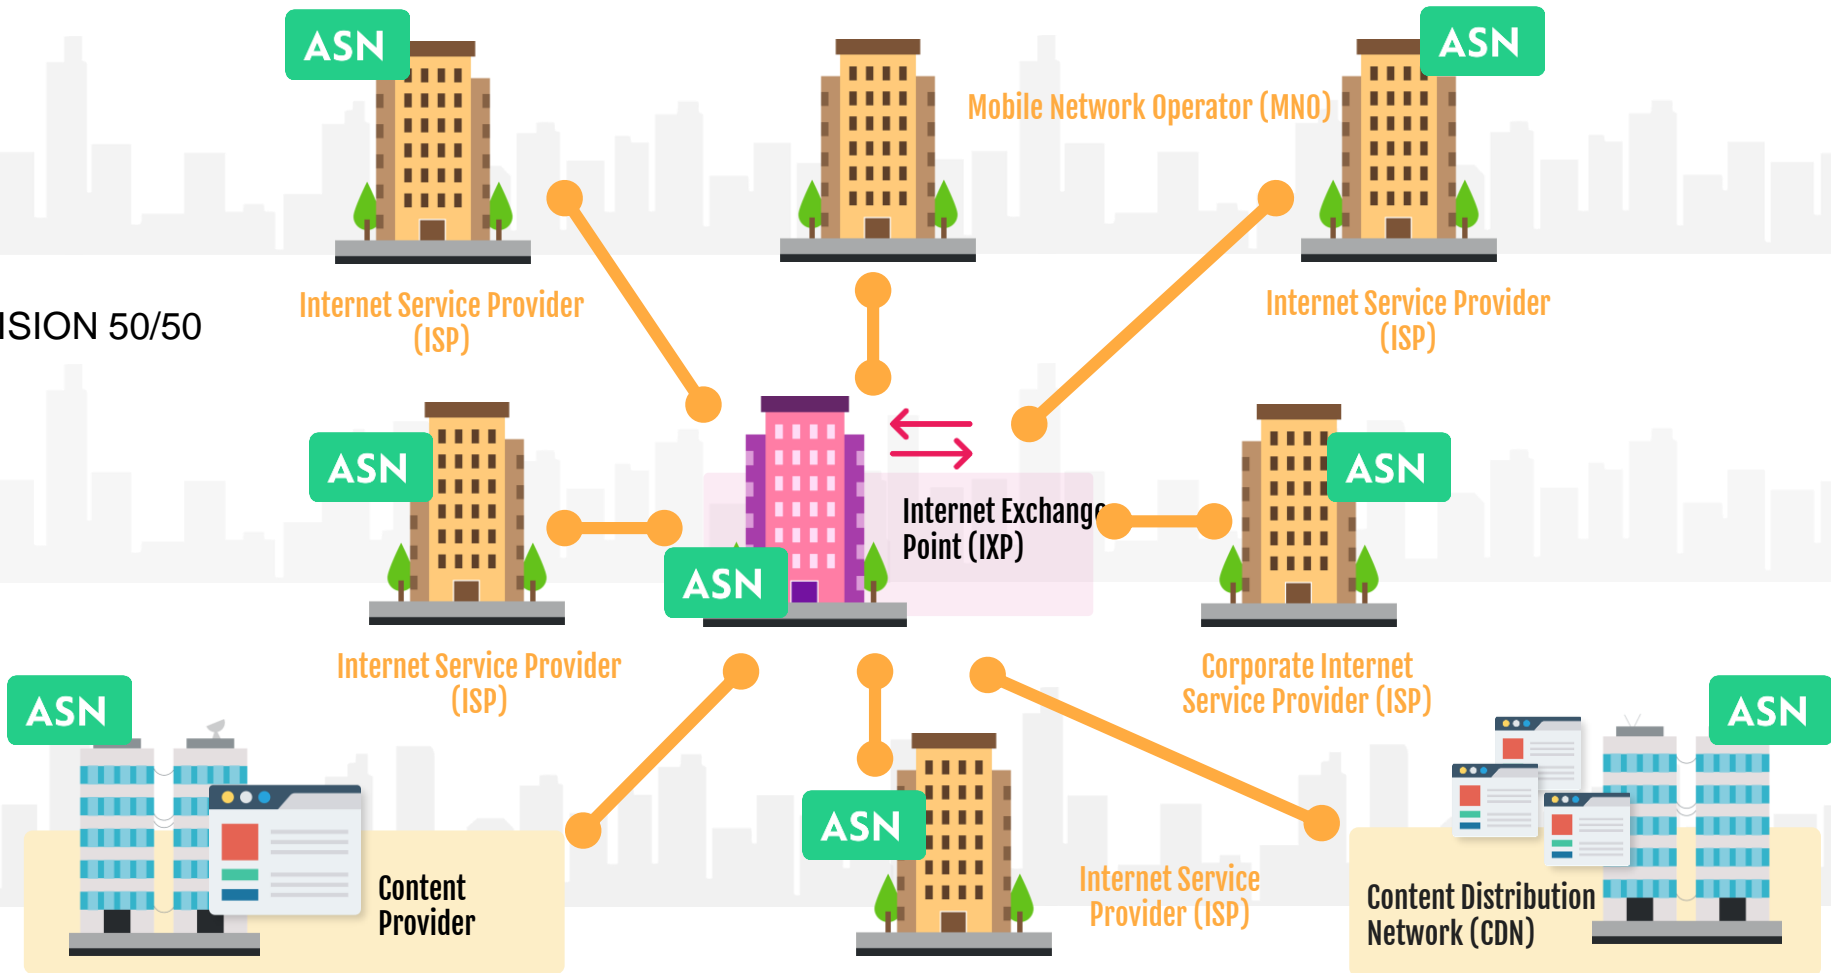 ASN
ASN
Mobile Network Operator (MNO)
Internet Service Provider
(ISP)
Internet Service Provider
(ISP)
ISION 50/50
ASN
ASN
Internet Exchange
Point (IXP)
ASN
Internet Service Provider
(ISP)
Corporate Internet
Service Provider (ISP)
ASN
ASN
ASN
Content
Provider
Internet Service
Provider (ISP)
Content Distribution
Network (CDN)